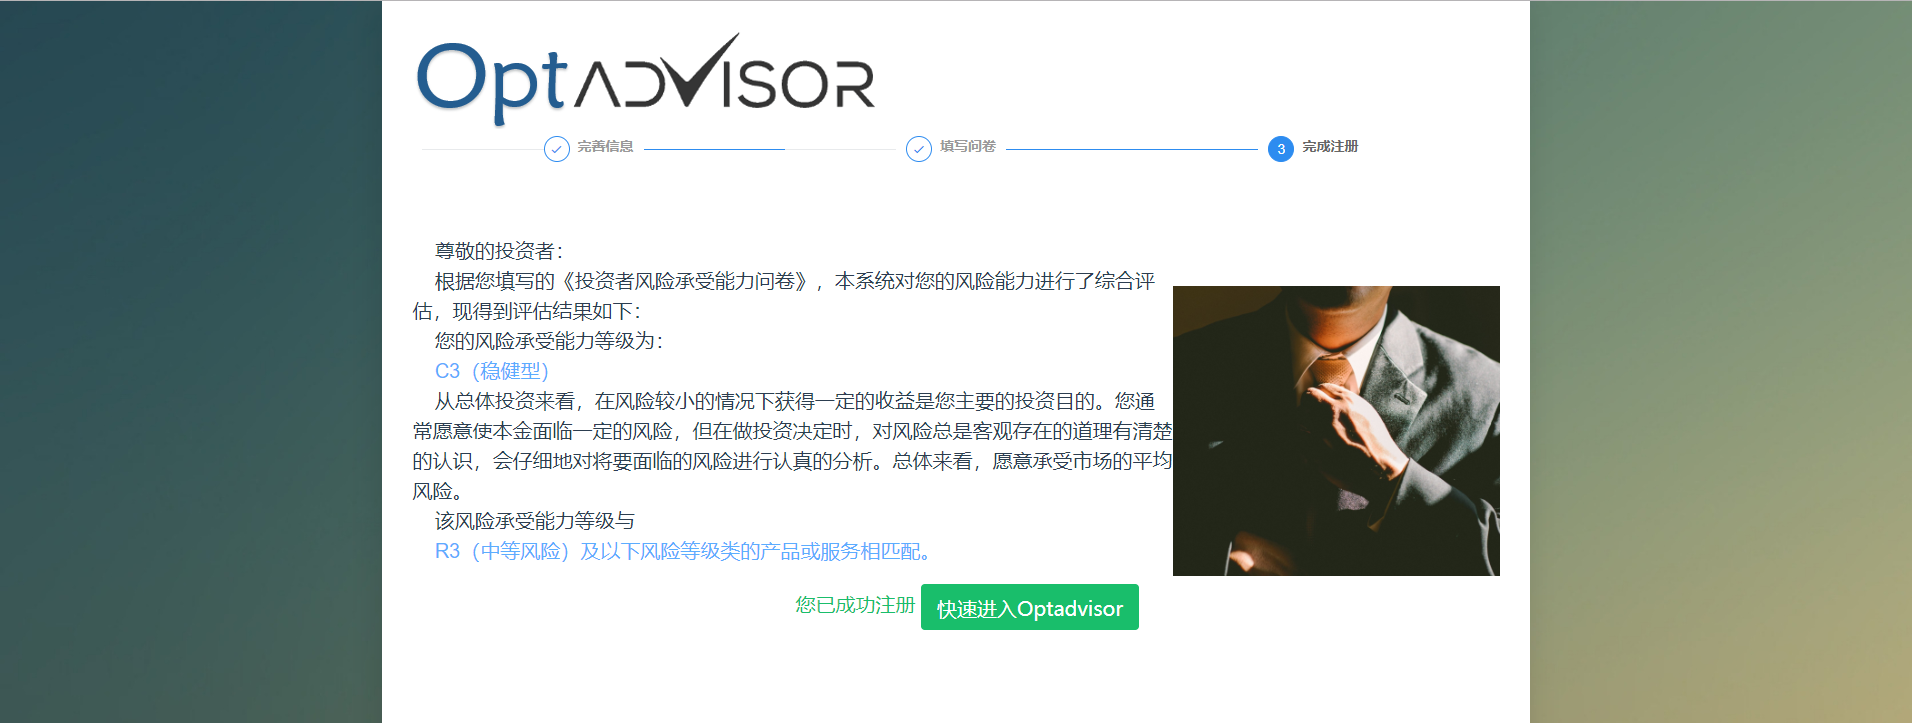 OptADVISOR
完善信息
填写问卷
3 完成注册
尊敬的投资者：
根据您填写的《投资者风险承受能力问卷》，本系统对您的风险能力进行了综合评
估，现得到评估结果如下：
您的风险承受能力等级为：
C3（稳健型）
从总体投资来看，在风险较小的情况下获得一定的收益是您主要的投资目的。您通
常愿意使本金面临一定的风险，但在做投资决定时，对风险总是客观存在的道理有清楚
的认识，会仔细地对将要面临的风险进行认真的分析。总体来看，愿意承受市场的平均
风险。
该风险承受能力等级与
R3（中等风险）及以下风险等级类的产品或服务相匹配。
您已成功注册 快速进入Optadvisor